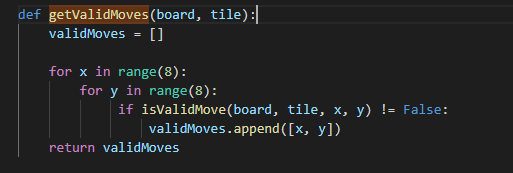 def getValidMoves(board, tile):
    validMoves = []

    for x in range(8):
        for y in range(8):
            if isValidMove(board, tile, x, y) != False:
                validMoves.append([x, y])
    return validMoves